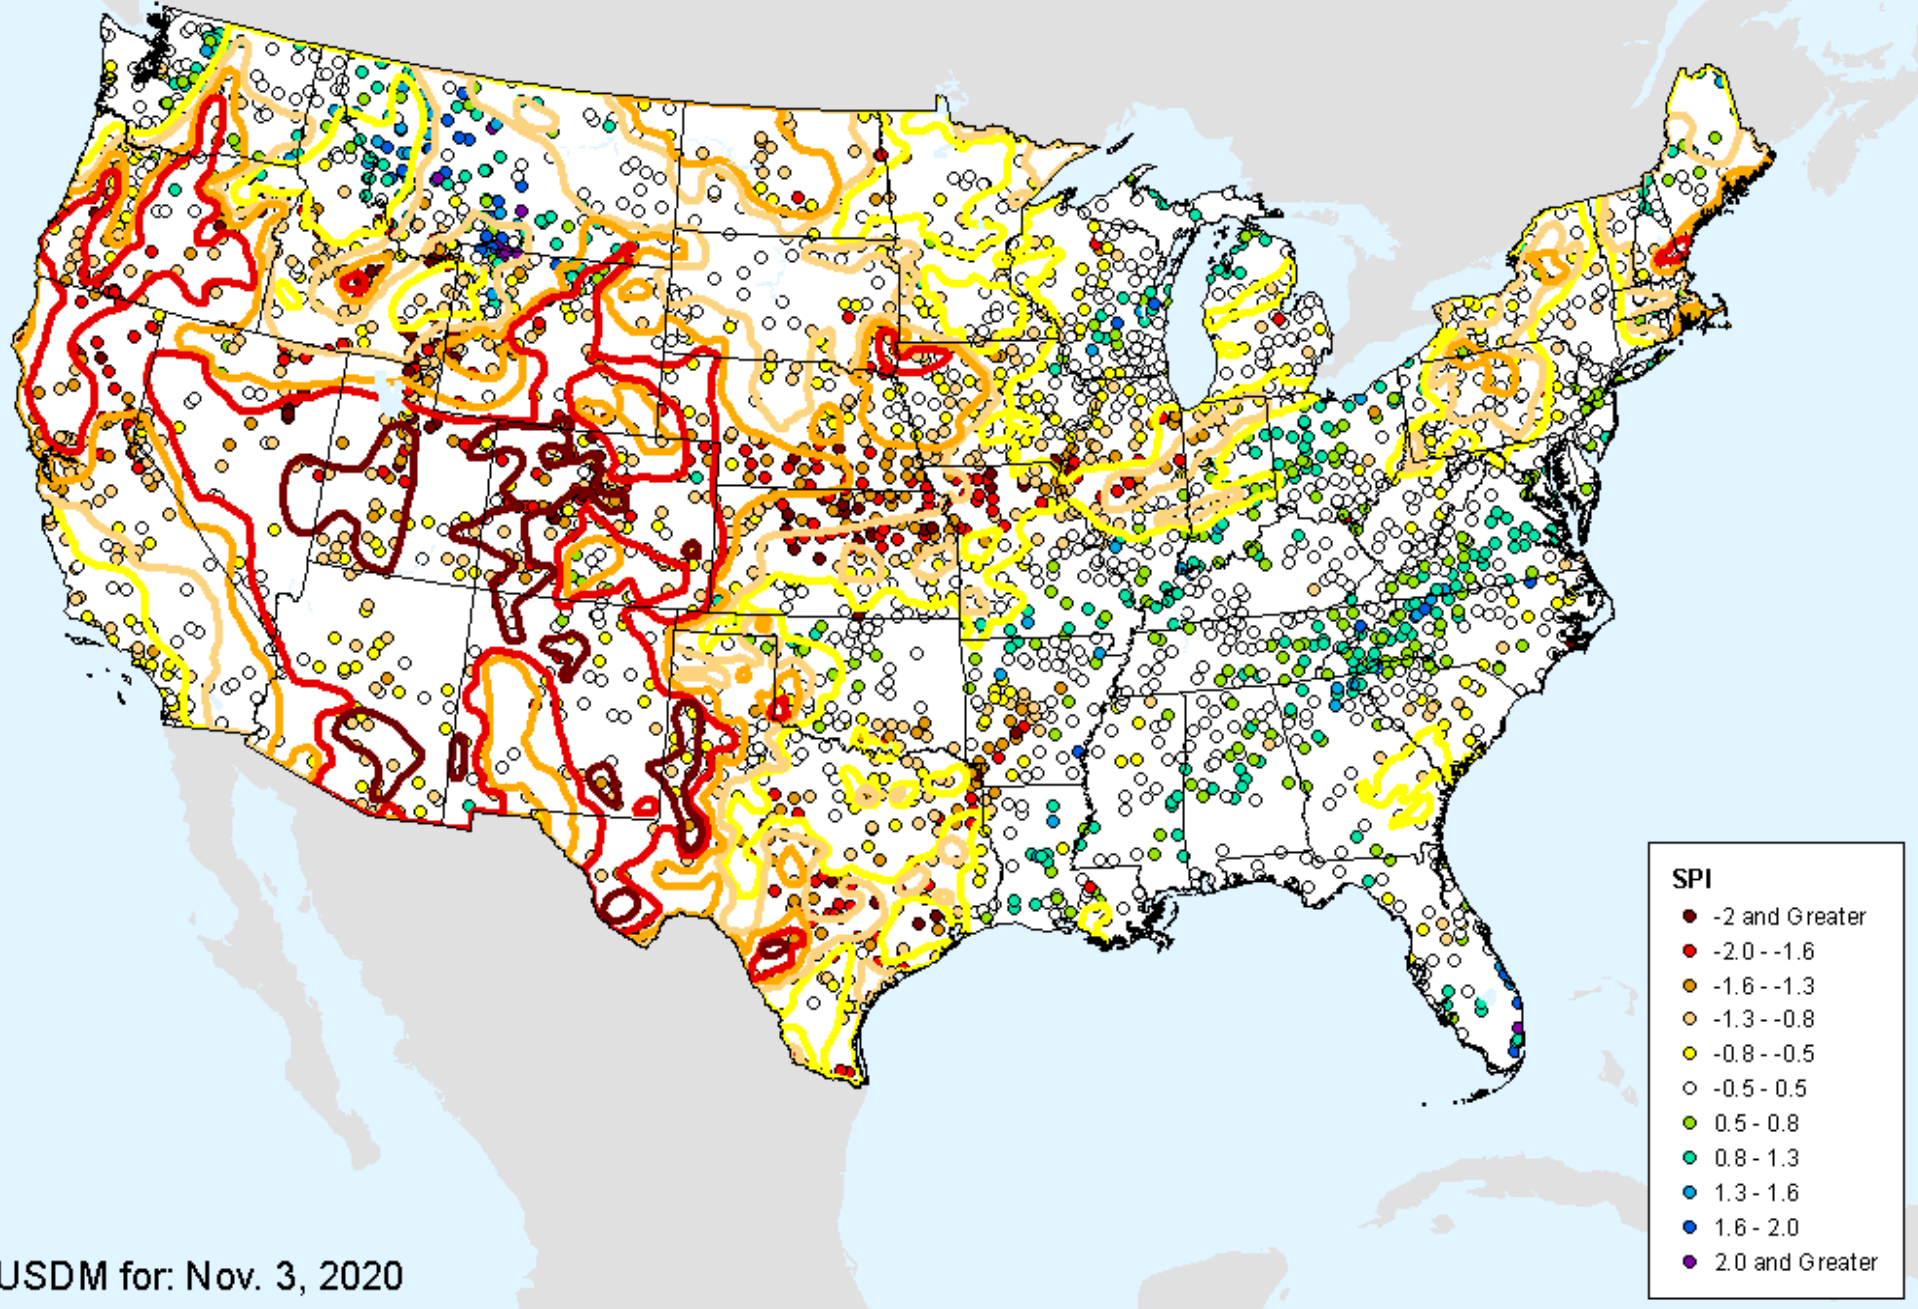 SPI
-2 and Greater
-2.0 - -1.6
-1.6 - -1.3
-1.3 - -0.8
-0.8 - -0.5
-0.5 - 0.5
0.5 - 0.8
0.8 - 1.3
1.3 - 1.6
1.6 - 2.0
2.0 and Greater
USDM for: Nov. 3, 2020